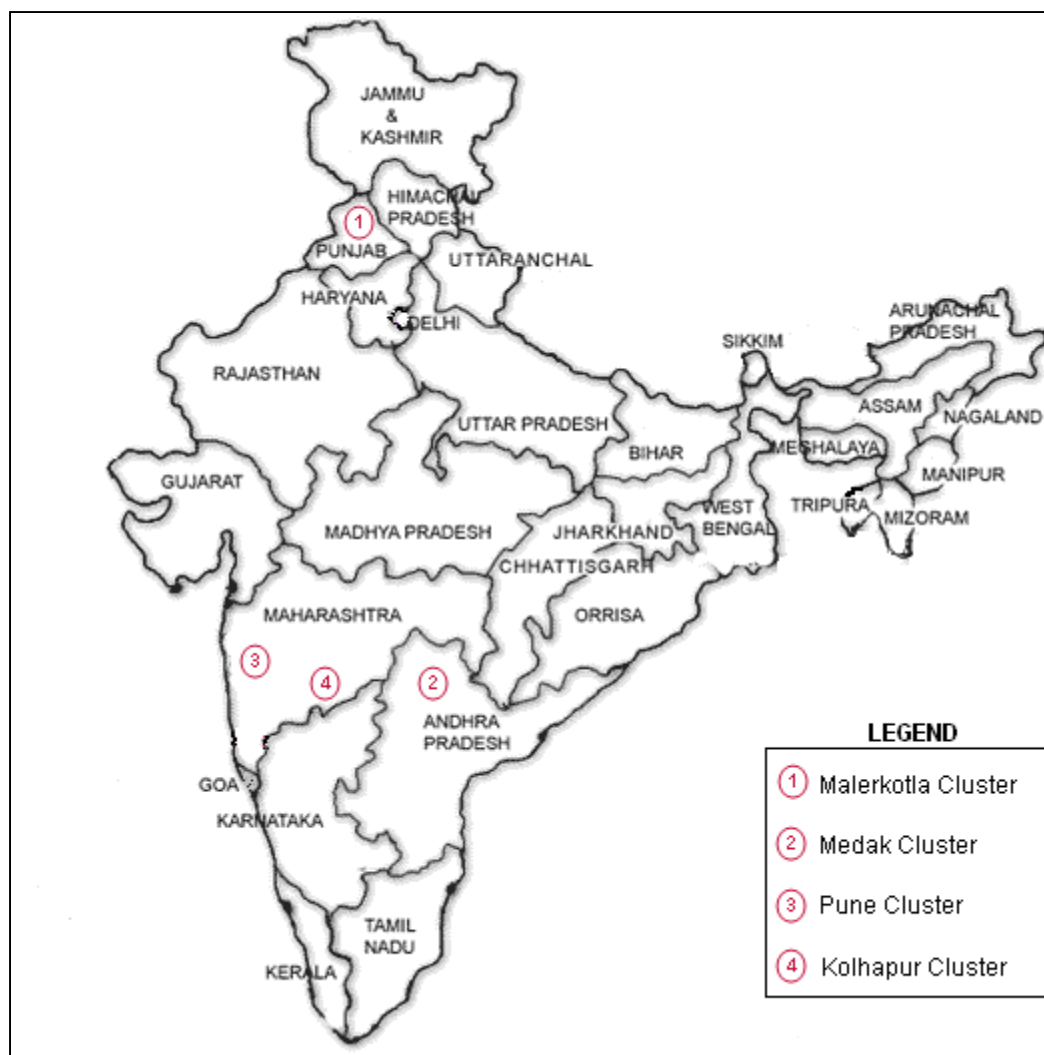 JAMMU
&
KASHMIR
HIMACHAL
PRADESH
1
PUNJAB
UTTARANCHAL
HARYANA
DELHI
ARUNACHAL
PRADESH
SIKKIM
RAJASTHAN
ASSAM
NAGALAND
UTTAR PRADESH
BIHAR
MEGHALAYA
MANIPUR
GUJARAT
WEST
BENGAL
TRIPURA
MIZORAM
MADHYA PRADESH
JHARKHAND
CHHATTISGARH
MAHARASHTRA
ORRISA
3
4
2
ANDHRA
PRADESH
GOA
KARNATAKA
TAMIL
NADU
KERALA
LEGEND
1 Malerkotla Cluster
2 Medak Cluster
3 Pune Cluster
4 Kolhapur Cluster